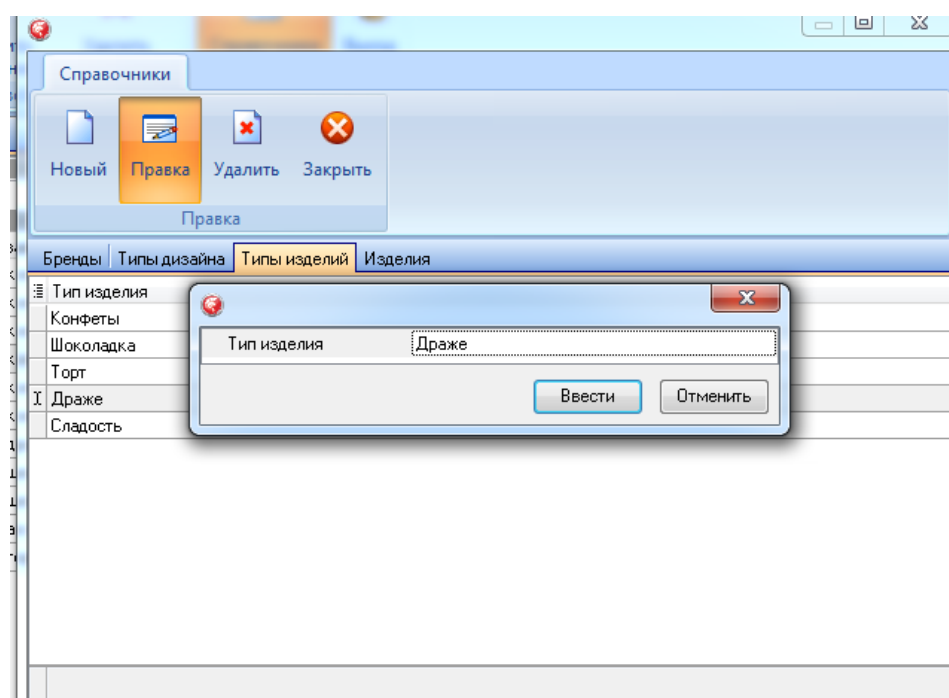 Справочники
Новый Правка Удалить Закрыть
Правка
Бренды Типы дизайна Типы изделий Изделия
Тип изделия
Конфеты
Шоколадка
Торт
Драже
Сладость
Тип изделия Драже
Ввести Отменить